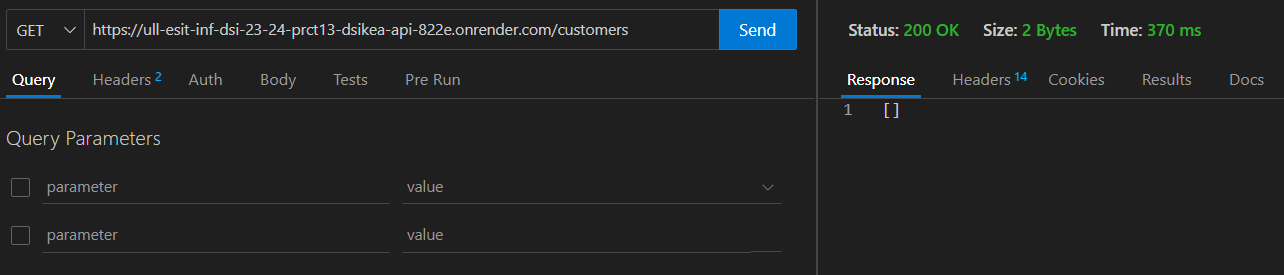 GET https://ull-esit-inf-dsi-23-24-prct13-dsikea-api-822e.onrender.com/customers Send
Query Headers 2 Auth Body Tests Pre Run
Query Parameters
parameter value
parameter value
Status: 200 OK Size: 2 Bytes Time: 370 ms
Response Headers 14 Cookies Results Docs
1 []